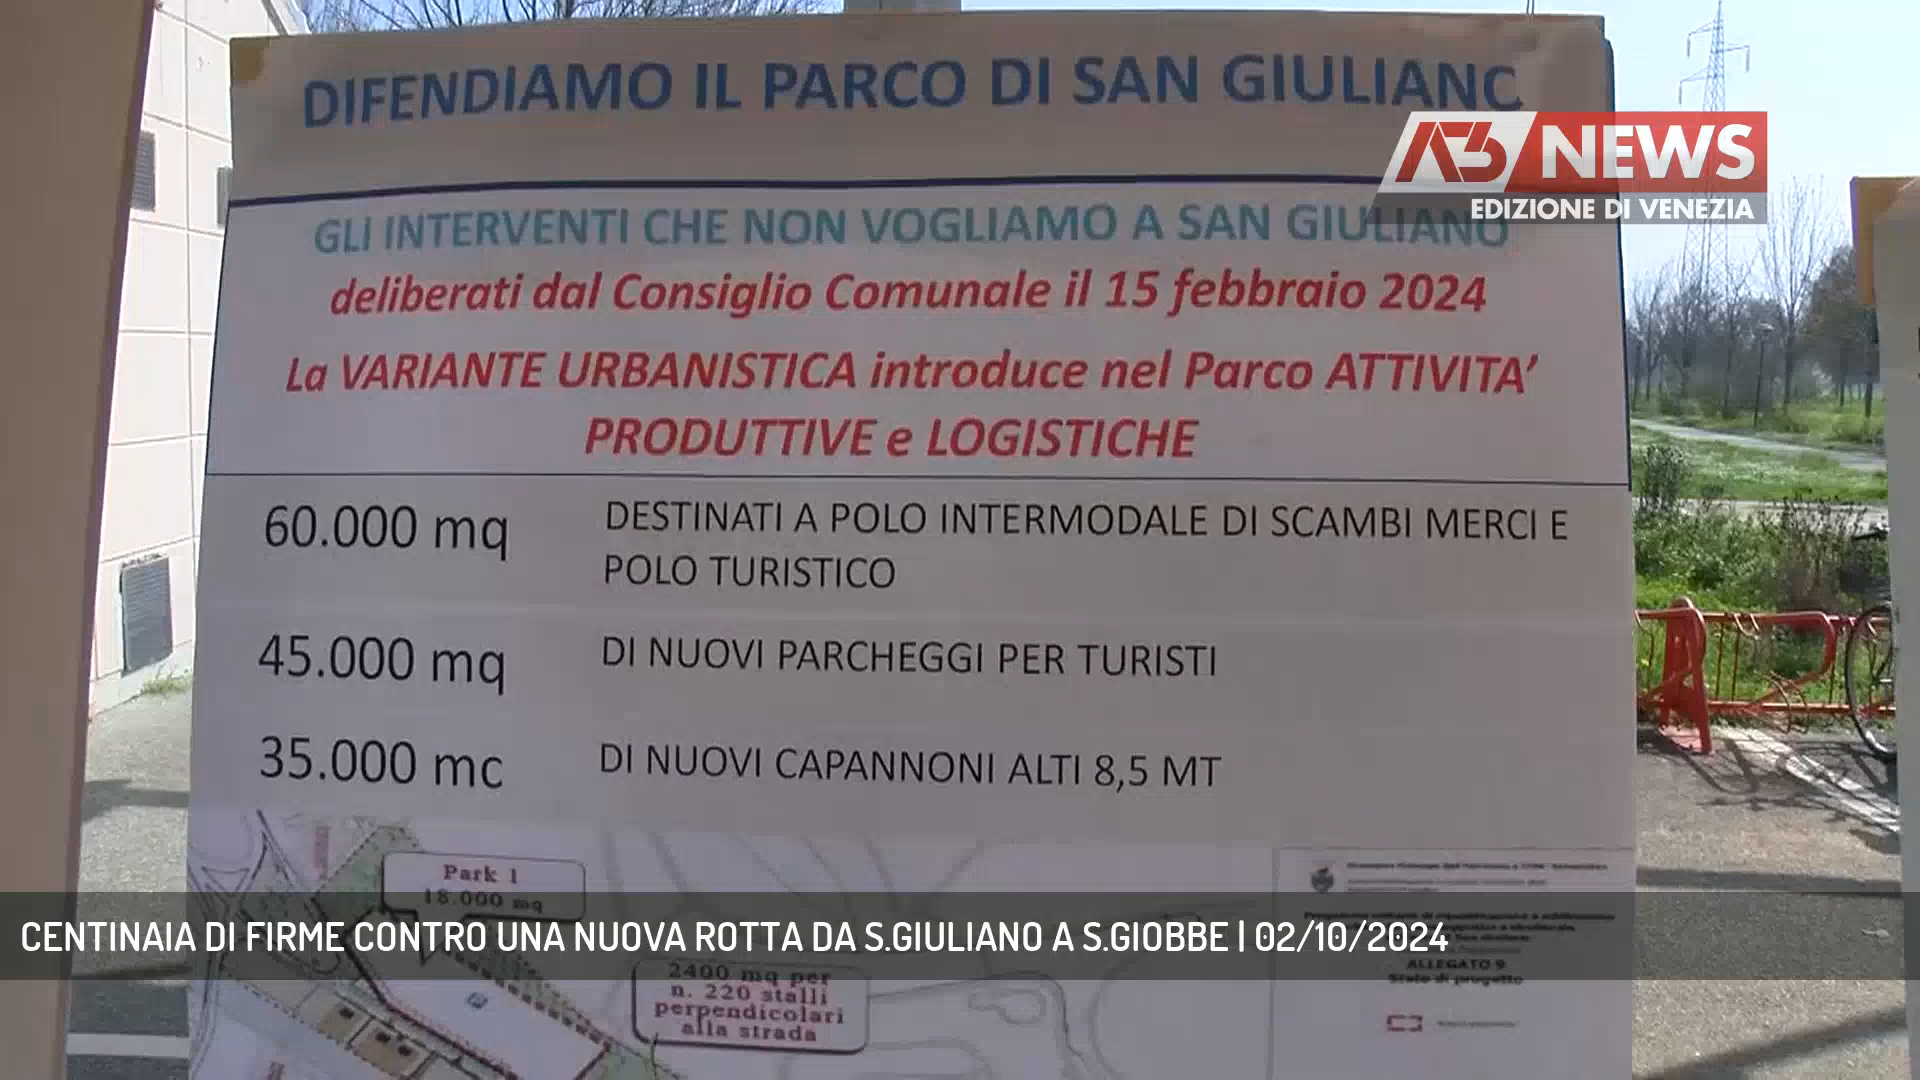 DIFENDIAMO IL PARCO DI SAN GIULIANO
A3 NEWS
EDIZIONE DI VENEZIA
GLI INTERVENTI CHE NON VOGLIAMO A SAN GIULIANO
deliberati dal Consiglio Comunale il 15 febbraio 2024
La VARIANTE URBANISTICA introduce nel Parco ATTIVITA’
PRODUTTIVE e LOGISTICHE
60.000 mq DESTINATI A POLO INTERMODALE DI SCAMBI MERCI E
POLO TURISTICO
45.000 mq DI NUOVI PARCHEGGI PER TURISTI
35.000 mc DI NUOVI CAPANNONI ALTI 8,5 MT
Park 1
18.000 mq
CENTINAIA DI FIRME CONTRO UNA NUOVA ROTTA DA S.GIULIANO A S.GIOBBE | 02/10/2024
2400 mq per
n. 220 stalli
perpendicolari
alla strada
ALLEGATO 9
Stato di progetto